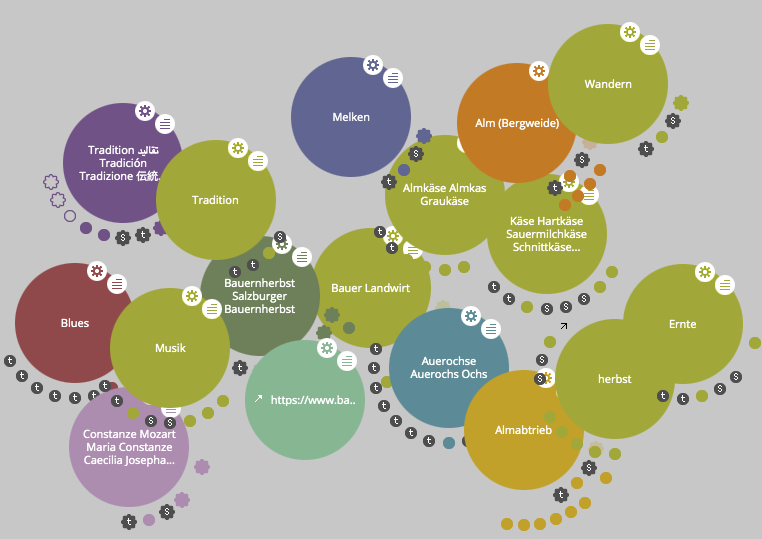 Wandern
Melken
Alm (Bergweide)
Tradition تقاليد
Tradición
Tradizione 伝統,
Tradition
Almkäse Almkas
Graukäse
Käse Hartkäse
Sauermilchkäse
Schnittkäse...
Bauernherbst
Salzburger
Bauernherbst
Bauer Landwirt
Blues
Musik
Ernte
Auerochse
Auerochs Ochs
herbst
https://www.ba..
Almabtrieb
Constanze Mozart
Maria Constanze
Caecilia Josepha...